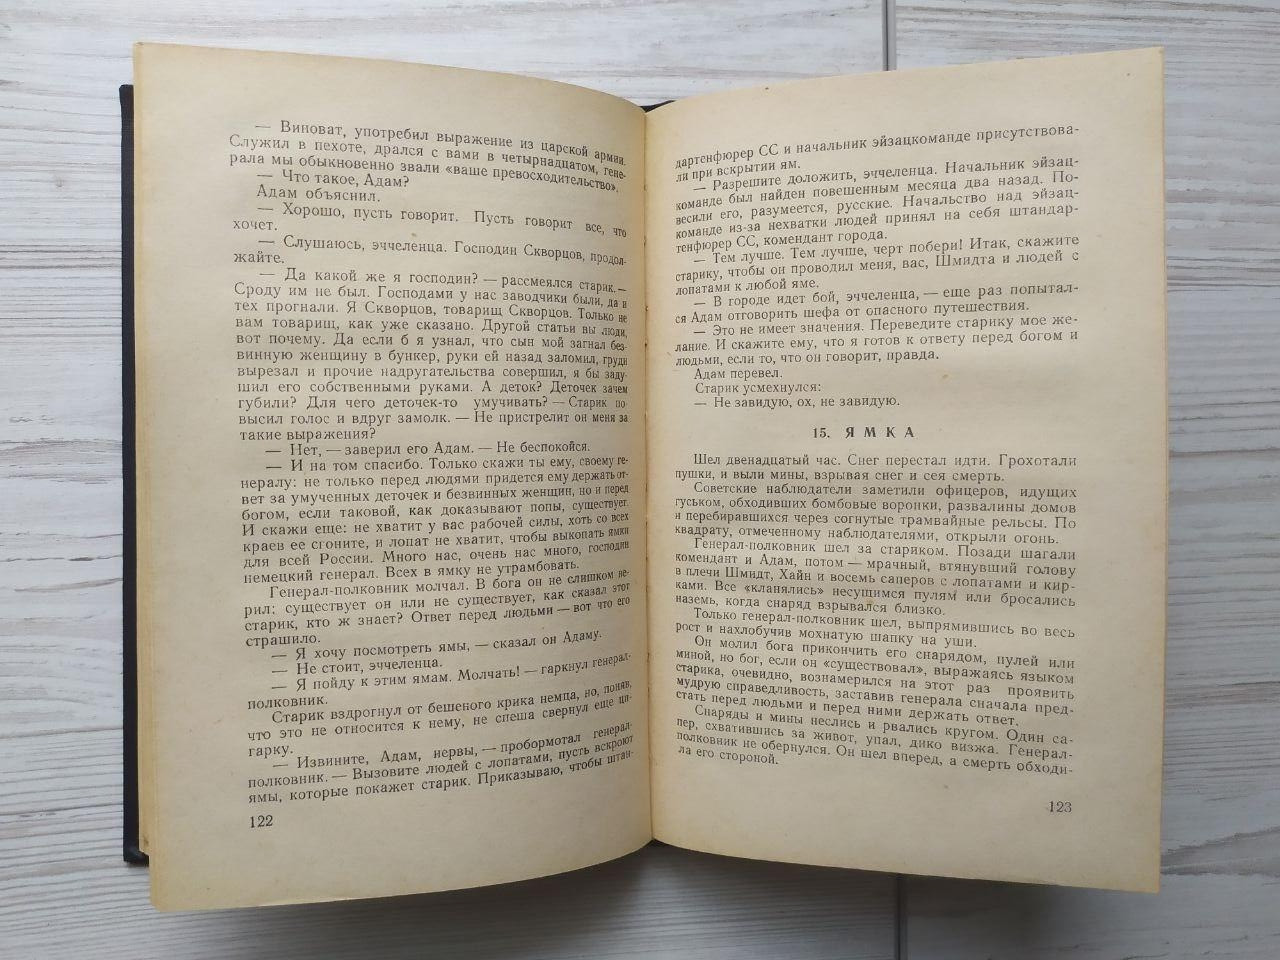 — Виноват, употребил выражение из царской армии.
Служил в пехоте, дрался с вами в четырнадцатом, гене-
рала мы обыкновенно звали «ваше превосходительство».
— Что такое, Адам?
Адам объяснил.
— Хорошо, пусть говорит. Пусть говорит все, что
хочет.
— Слушаюсь, эччеленца. Господин Скворцов, продол-
жайте.
— Да какой же я господин? — рассмеялся старик. —
Сроду им не был. Господами у нас заводчики были, да и
тех прогнали. Я Скворцов, товарищ Скворцов. Только не
вам товарищ, как уже сказано. Другой статьи вы люди,
вот почему. Да если б я узнал, что сын мой загнал без-
винную женщину в бункер, руки ей назад заломил, груди
вырезал и прочие надругательства совершил, я бы заду-
шил его собственными руками. А деток? Деточек зачем
губили? Для чего деточек-то умучивать? — Старик по-
высил голос и вдруг замолк. — Не пристрелит он меня за
такие выражения?
— Нет, — заверил его Адам. — Не беспокойся.
— И на том спасибо. Только скажи ты ему, своему ге-
нералу: не только перед людями придется ему держать от-
вет за умученных деточек и безвинных женщин, но и перед
богом, если таковой, как доказывают попы, существует.
И скажи еще: не хватит у вас рабочей силы, хоть со всех
краев ее сгоните, и лопат не хватит, чтобы выкопать ямки
для всей России. Много нас, очень нас много, господин
немецкий генерал. Всех в ямку не утрамбовать.
Генерал-полковник молчал. В бога он не слишком ве-
рил: существует он или не существует, как сказал этот
старик, кто ж знает? Ответ перед людьми — вот что его
страшило.
— Я хочу посмотреть ямы, — сказал он Адаму.
— Не стоит, эччеленца.
— Я пойду к этим ямам. Молчать! — гаркнул генерал-
полковник.
Старик вздрогнул от бешеного крика немца, но, поняв,
что это не относится к нему, не спеша свернул еще ци-
гарку.
— Извините, Адам, нервы, — пробормотал генерал-
полковник. — Вызовите людей с лопатами, пусть вскроют
ямы, которые покажет старик. Приказываю, чтобы штан-
122
дартенфюрер СС и начальник эйзацкоманде присутствова-
ли при вскрытии ям.
— Разрешите доложить, эччеленца. Начальник эйзац-
команде был найден повешенным месяца два назад. По-
весили его, разумеется, русские. Начальство над эйзац-
команде из-за нехватки людей принял на себя штандар-
тенфюрер СС, комендант города.
— Тем лучше. Тем лучше, черт побери! Итак, скажите
старику, чтобы он проводил меня, вас, Шмидта и людей с
лопатами к любой яме.
— В городе идет бой, эччеленца, — еще раз попытал-
ся Адам отговорить шефа от опасного путешествия.
— Это не имеет значения. Переведите старику мое же-
лание. И скажите ему, что я готов к ответу перед богом и
людьми, если то, что он говорит, правда.
Адам перевел.
Старик усмехнулся:
— Не завидую, ох, не завидую.
15. ЯМКА
Шел двенадцатый час. Снег перестал идти. Грохотали
пушки, и выли мины, взрывая снег и сея смерть.
Советские наблюдатели заметили офицеров, идущих
гуськом, обходивших бомбовые воронки, развалины домов
и перебиравшихся через согнутые трамвайные рельсы. По
квадрату, отмеченному наблюдателями, открыли огонь.
Генерал-полковник шел за стариком. Позади шагали
комендант и Адам, потом — мрачный, втянувший голову
в плечи Шмидт, Хайн и восемь саперов с лопатами и кир-
ками. Все «кланялись» несущимся пулям или бросались
наземь, когда снаряд взрывался близко.
Только генерал-полковник шел, выпрямившись во весь
рост и нахлобучив мохнатую шапку на уши.
Он молил бога прикончить его снарядом, пулей или
миной, но бог, если он «существовал», выражаясь языком
старика, очевидно, вознамерился на этот раз проявить
мудрую справедливость, заставив генерала сначала пред-
стать перед людьми и перед ними держать ответ.
Снаряды и мины неслись и рвались кругом. Один са-
пер, схватившись за живот, упал, дико визжа. Генерал-
полковник не обернулся. Он шел вперед, а смерть обходи-
ла его стороной.
123